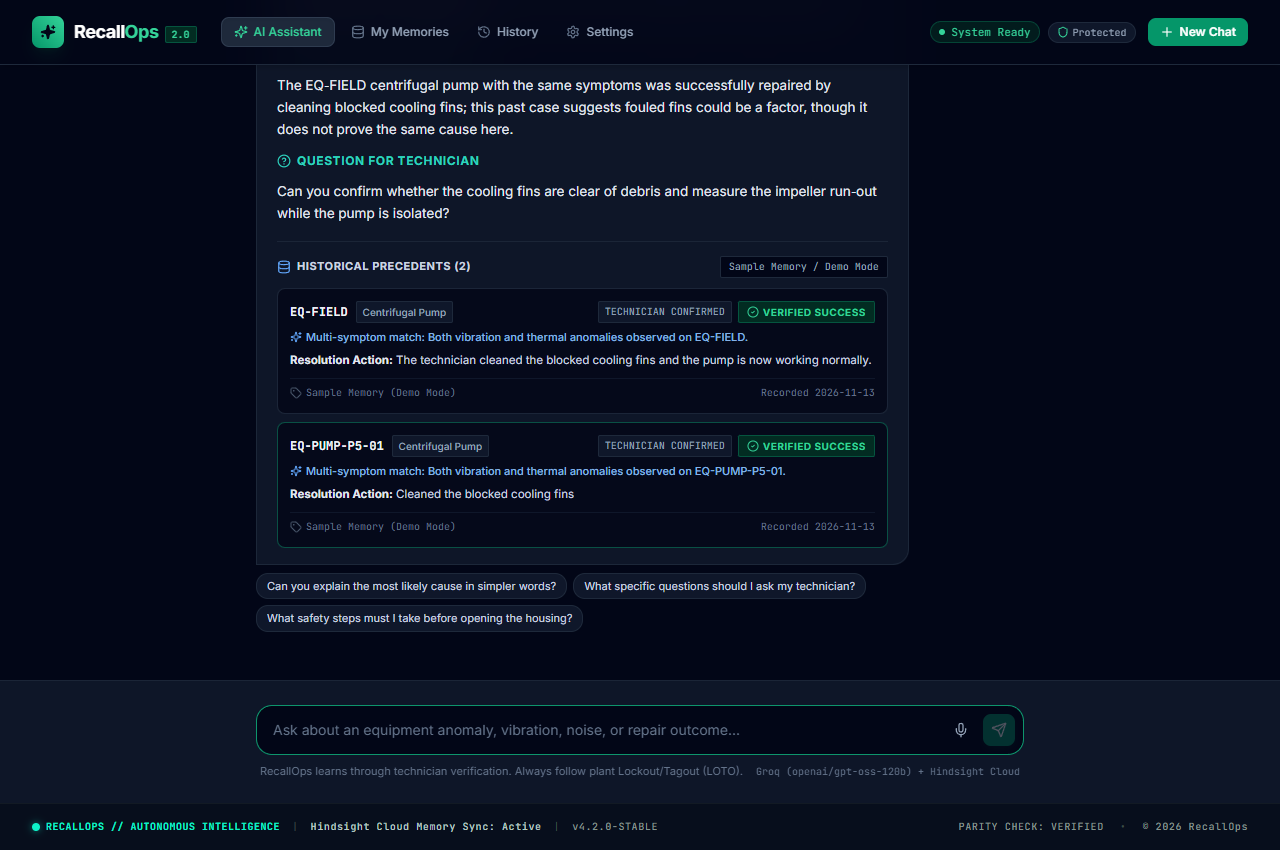 RecallOps 2.0
AI Assistant
My Memories
History
Settings
System Ready
Protected
New Chat
The EQ-FIELD centrifugal pump with the same symptoms was successfully repaired by
cleaning blocked cooling fins; this past case suggests fouled fins could be a factor, though it
does not prove the same cause here.
QUESTION FOR TECHNICIAN
Can you confirm whether the cooling fins are clear of debris and measure the impeller run-out
while the pump is isolated?
HISTORICAL PRECEDENTS (2)
Sample Memory / Demo Mode
EQ-FIELD Centrifugal Pump TECHNICIAN CONFIRMED VERIFIED SUCCESS
Multi-symptom match: Both vibration and thermal anomalies observed on EQ-FIELD.
Resolution Action: The technician cleaned the blocked cooling fins and the pump is now working normally.
Sample Memory (Demo Mode) Recorded 2026-11-13
EQ-PUMP-P5-01 Centrifugal Pump TECHNICIAN CONFIRMED VERIFIED SUCCESS
Multi-symptom match: Both vibration and thermal anomalies observed on EQ-PUMP-P5-01.
Resolution Action: Cleaned the blocked cooling fins
Sample Memory (Demo Mode) Recorded 2026-11-13
Can you explain the most likely cause in simpler words?
What specific questions should I ask my technician?
What safety steps must I take before opening the housing?
Ask about an equipment anomaly, vibration, noise, or repair outcome...
RecallOps learns through technician verification. Always follow plant Lockout/Tagout (LOTO). Groq (openai/gpt-oss-120b) + Hindsight Cloud
RECALLOPS // AUTONOMOUS INTELLIGENCE | Hindsight Cloud Memory Sync: Active | v4.2.0-STABLE
PARITY CHECK: VERIFIED · © 2026 RecallOps